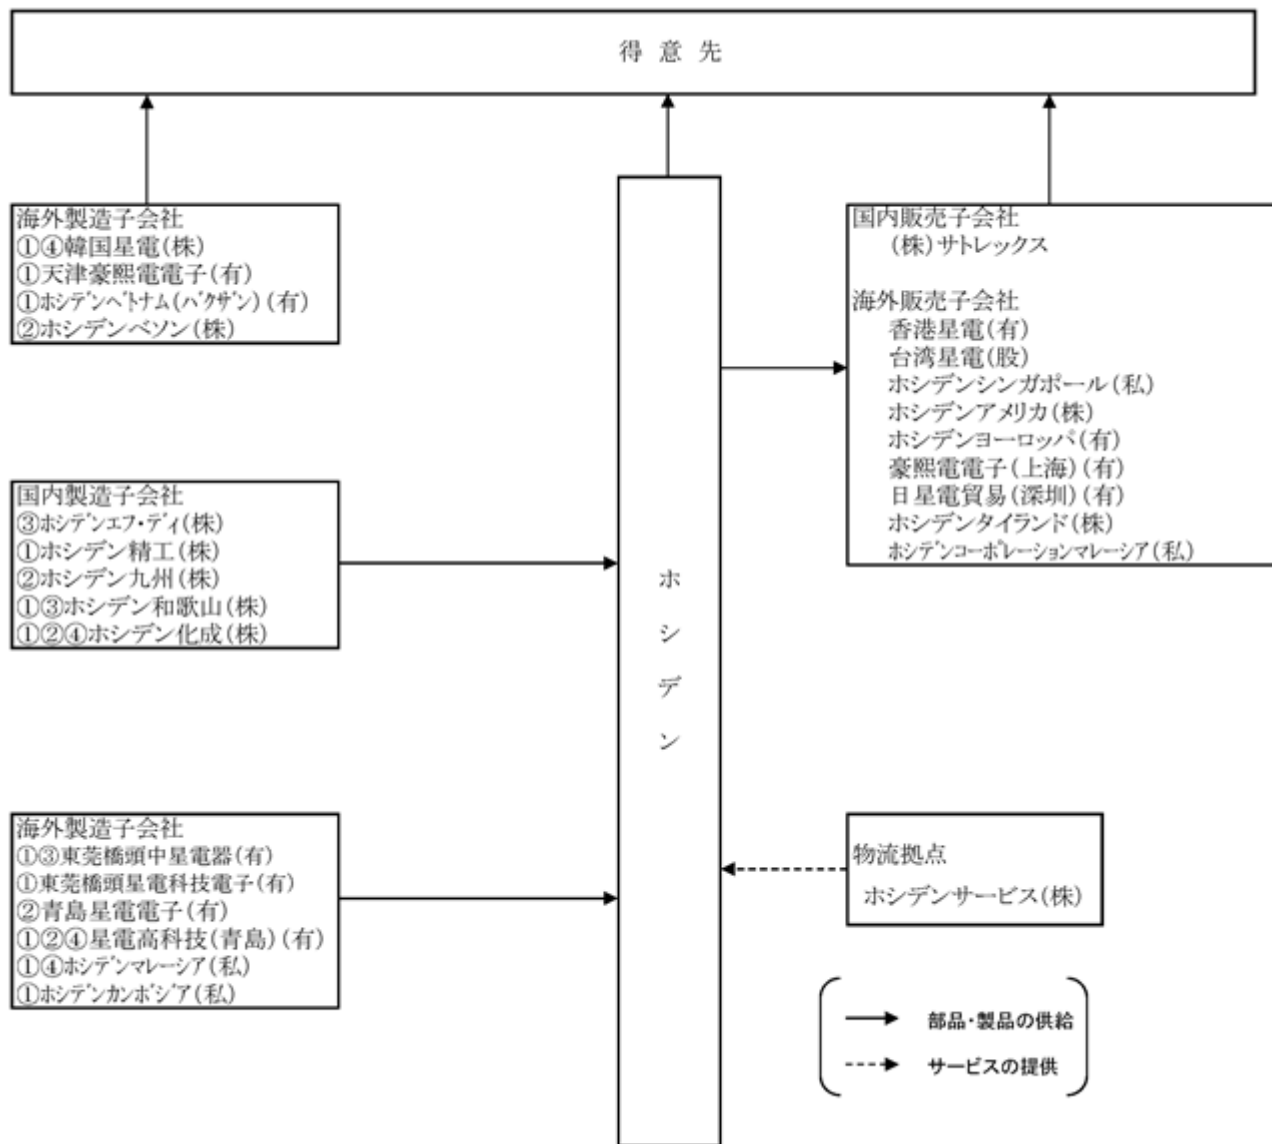 得意先
海外製造子会社
①④韓国星電(株)
①天津豪熙電電子(有)
①ホシデンベトナム(バクザン)(有)
②ホシデンベソン(株)
国内製造子会社
③ホシデンエフ・ディ(株)
①ホシデン精工(株)
②ホシデン九州(株)
①③ホシデン和歌山(株)
①②④ホシデン化成(株)
海外製造子会社
①③東莞橋頭中星電器(有)
①東莞橋頭星電科技電子(有)
②青島星電電子(有)
①②④星電高科技(青島)(有)
①④ホシデンマレーシア(私)
①ホシデンカンボジア(私)
ホシデン
国内販売子会社
(株)サトレックス
海外販売子会社
香港星電(有)
台湾星電(股)
ホシデンシンガポール(私)
ホシデンアメリカ(株)
ホシデンヨーロッパ(有)
豪熙電電子(上海)(有)
日星電貿易(深圳)(有)
ホシデンタイランド(株)
ホシデンコーポレーションマレーシア(私)
物流拠点
ホシデンサービス(株)
部品・製品の供給
サービスの提供